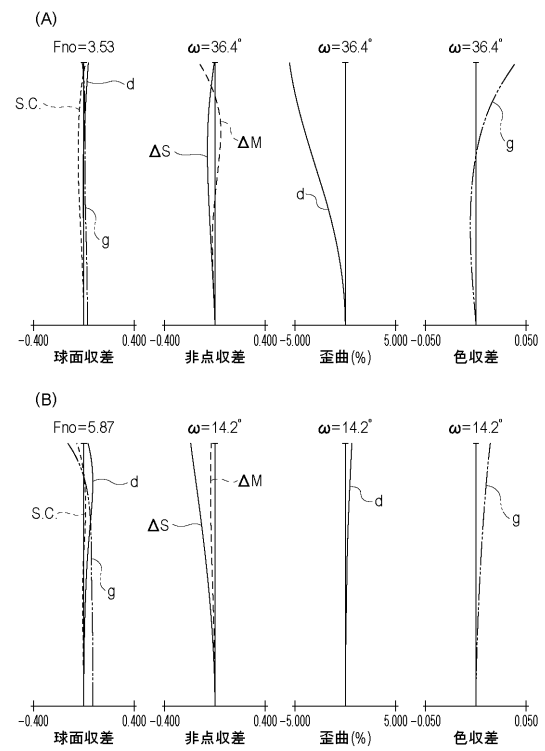 (A)
Fno=3.53 ω=36.4° ω=36.4° ω=36.4°
d
S.C.
ΔM
g
ΔS
d
g
-0.400 0.400 -0.400 0.400 -5.000 5.000 -0.050 0.050
球面収差 非点収差 歪曲(%) 色収差
(B)
Fno=5.87 ω=14.2° ω=14.2° ω=14.2°
d ΔM
d
S.C. ΔS g
g
-0.400 0.400 -0.400 0.400 -5.000 5.000 -0.050 0.050
球面収差 非点収差 歪曲(%) 色収差